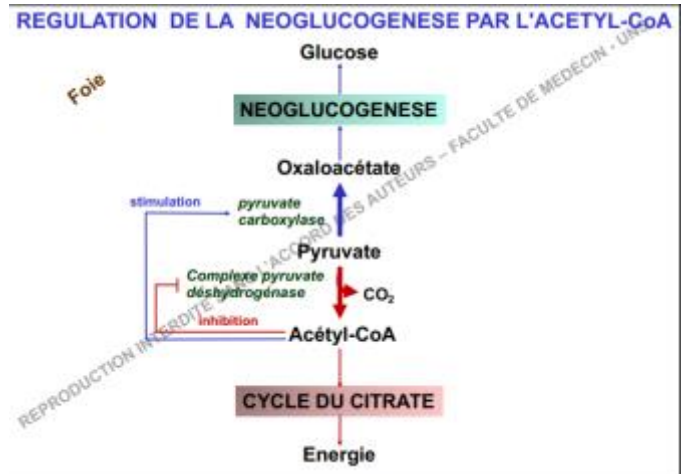 REGULATION DE LA NEOGLUCOGENESE PAR L'ACETYL-CoA
Glucose
Foie
NEOGLUCOGENESE
Oxaloacétate
stimulation
pyruvate
carboxylase
Pyruvate
Complexe pyruvate
déshydrogénase
CO₂
inhibition
Acétyl-CoA
CYCLE DU CITRATE
Energie
REPRODUCTION INTERDITE SANS L'ACCORD DES AUTEURS – FACULTE DE MEDECIN -